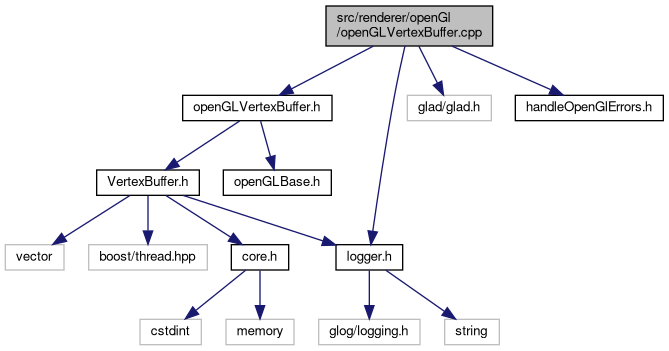 src/renderer/openGl
/openGLVertexBuffer.cpp
openGLVertexBuffer.h
glad/glad.h
handleOpenGlErrors.h
VertexBuffer.h
openGLBase.h
vector
boost/thread.hpp
core.h
logger.h
cstdint
memory
glog/logging.h
string